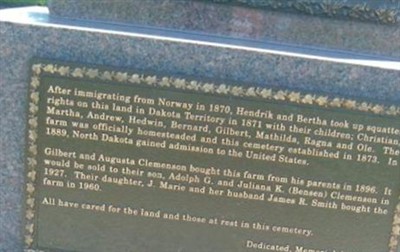 After immigrating from Norway in 1870, Hendrik and Bertha took up squatte
rights on this land in Dakota Territory in 1871 with their children; Christian,
Martha, Andrew, Hedwin, Bernard, Gilbert, Mathilda, Ragna and Ole. The
farm was officially homesteaded and this cemetery established in 1873. In
1889, North Dakota gained admission to the United States.
Gilbert and Augusta Clemenson bought this farm from his parents in 1896. It
would be sold to their son, Adolph G. and Juliana K. (Bensen) Clemenson in
1927. Their daughter, J. Marie and her husband James R. Smith bought the
farm in 1960.
All have cared for the land and those at rest in this cemetery.
Dedicated, Memor